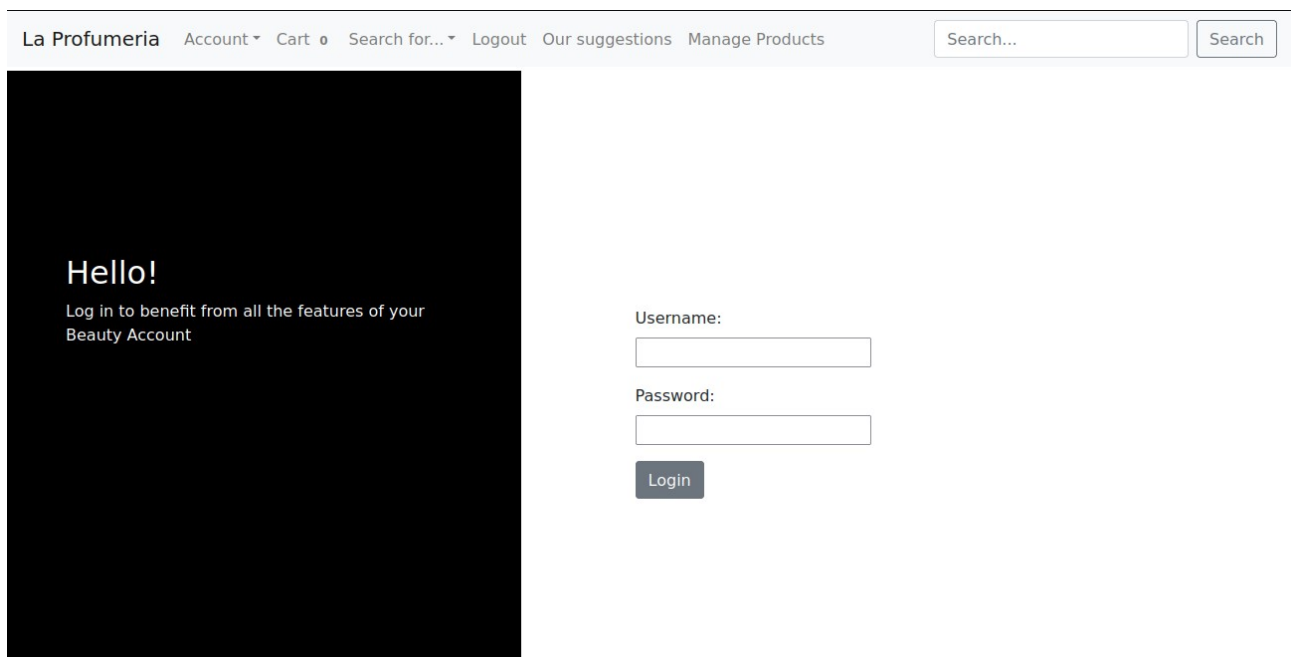 La Profumeria Account Cart 0 Search for... Logout Our suggestions Manage Products Search... Search
Hello!
Log in to benefit from all the features of your
Beauty Account
Username:
Password:
Login